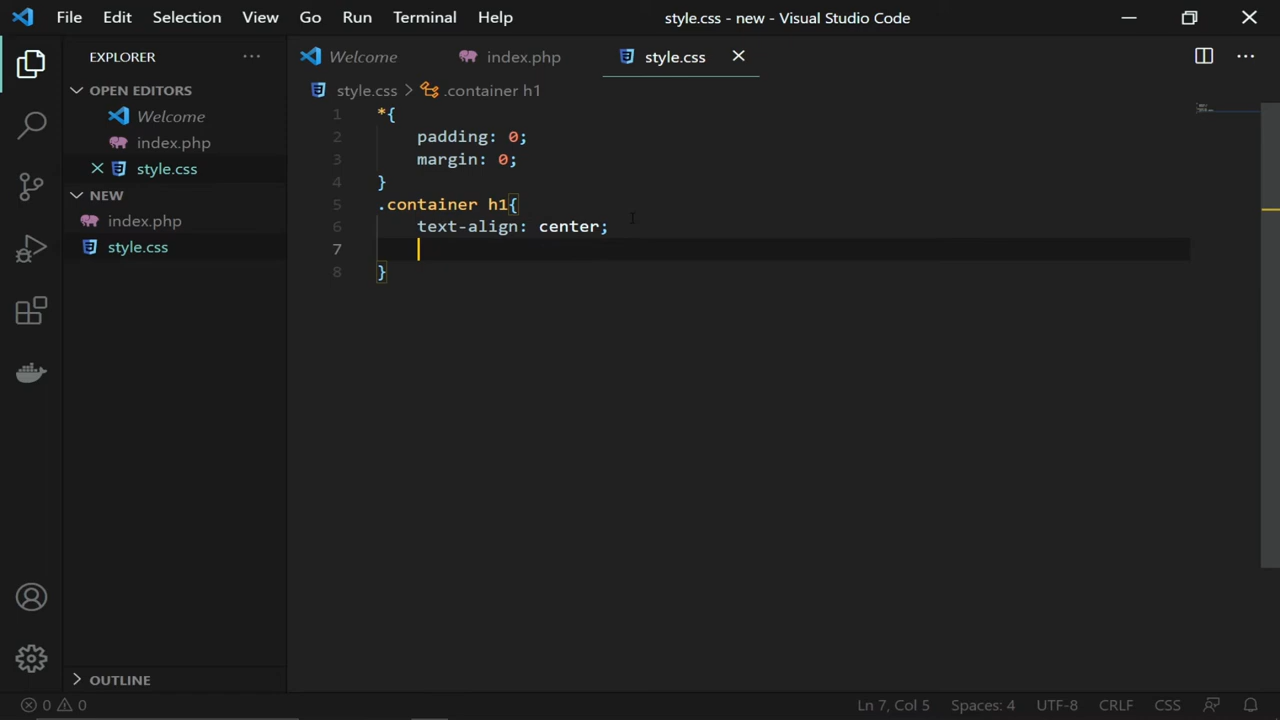 File Edit Selection View Go Run Terminal Help
style.css - new - Visual Studio Code
EXPLORER
Welcome
index.php
style.css
OPEN EDITORS
Welcome
index.php
style.css
NEW
index.php
style.css
style.css > .container h1
1 *{
2 padding: 0;
3 margin: 0;
4 }
5 .container h1{
6 text-align: center;
7
8 }
OUTLINE
0 0
Ln 7, Col 5 Spaces: 4 UTF-8 CRLF CSS